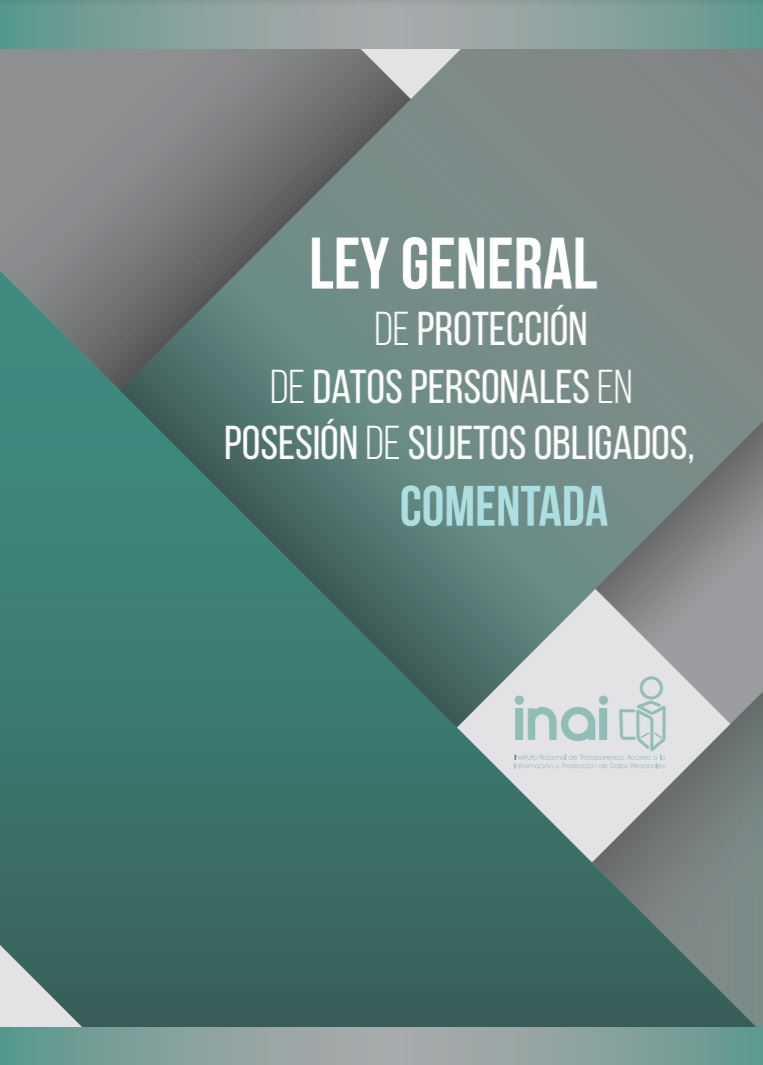 LEY GENERAL
DE PROTECCIÓN
DE DATOS PERSONALES EN
POSESIÓN DE SUJETOS OBLIGADOS,
COMENTADA
inai
Instituto Nacional de Transparencia, Acceso a la
Información y Protección de Datos Personales